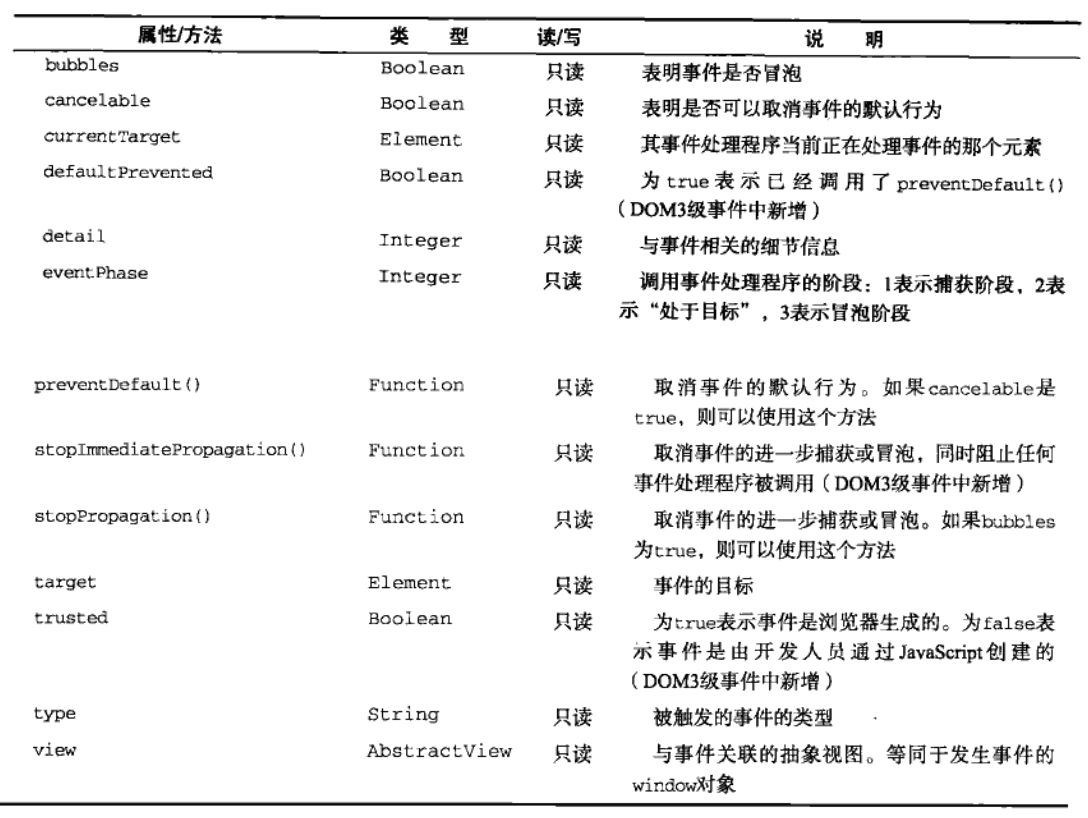 属性/方法 类 型 读/写 说 明
bubbles Boolean 只读 表明事件是否冒泡
cancelable Boolean 只读 表明是否可以取消事件的默认行为
currentTarget Element 只读 其事件处理程序当前正在处理事件的那个元素
defaultPrevented Boolean 只读 为true表示已经调用了preventDefault()
（DOM3级事件中新增）
detail Integer 只读 与事件相关的细节信息
eventPhase Integer 只读 调用事件处理程序的阶段：1表示捕获阶段，2表
示“处于目标”，3表示冒泡阶段
preventDefault() Function 只读 取消事件的默认行为。如果cancelable是
true，则可以使用这个方法
stopImmediatePropagation() Function 只读 取消事件的进一步捕获或冒泡，同时阻止任何
事件处理程序被调用（DOM3级事件中新增）
stopPropagation() Function 只读 取消事件的进一步捕获或冒泡。如果bubbles
为true，则可以使用这个方法
target Element 只读 事件的目标
trusted Boolean 只读 为true表示事件是浏览器生成的。为false表
示事件是由开发人员通过JavaScript创建的
（DOM3级事件中新增）
type String 只读 被触发的事件的类型
view AbstractView 只读 与事件关联的抽象视图。等同于发生事件的
window对象